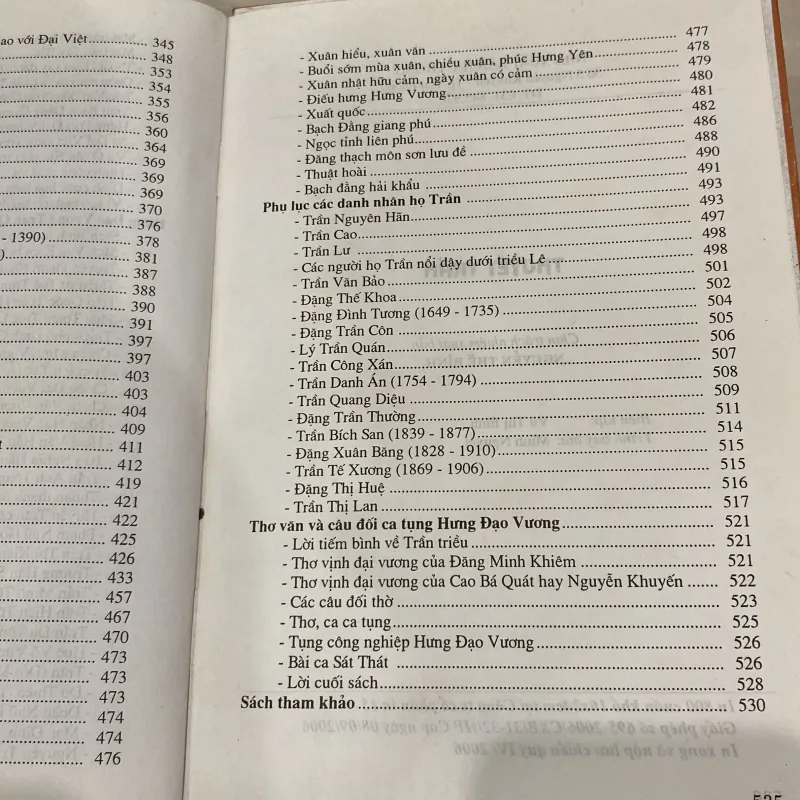 ao với Đại Việt ................ 345
348
353
354
355
356
360
364
369
369
369
370
376
- 1390) ........................ 378
) ........................ 381
387
388
390
391
397
397
403
403
404
409
t ........................ 411
412
419
421
422
425
426
433
457
467
470
473
473
473
474
474
476
- Xuân hiểu, xuân vãn ........................ 477
- Buổi sớm mùa xuân, chiều xuân, phúc Hưng Yên ........................ 478
- Xuân nhật hữu cảm, ngày xuân có cảm ........................ 479
- Điếu hưng Hưng Vương ........................ 480
- Xuất quốc ........................ 481
- Bạch Đằng giang phú ........................ 482
- Ngọc tỉnh liên phú ........................ 486
- Đăng thạch môn sơn lưu đề ........................ 488
- Thuật hoài ........................ 490
- Bạch đằng hải khẩu ........................ 491
Phụ lục các danh nhân họ Trần ........................ 493
- Trần Nguyên Hãn ........................ 493
- Trần Cao ........................ 497
- Trần Lư ........................ 498
- Các người họ Trần nổi dậy dưới triều Lê ........................ 498
- Trần Văn Bảo ........................ 501
- Đặng Thế Khoa ........................ 502
- Đặng Đình Tương (1649 - 1735) ........................ 504
- Đặng Trần Côn ........................ 505
- Lý Trần Quán ........................ 506
- Trần Công Xán ........................ 507
- Trần Danh Án (1754 - 1794) ........................ 508
- Trần Quang Diệu ........................ 509
- Đặng Trần Thường ........................ 511
- Trần Bích San (1839 - 1877) ........................ 514
- Đặng Xuân Băng (1828 - 1910) ........................ 515
- Trần Tế Xương (1869 - 1906) ........................ 515
- Đặng Thị Huệ ........................ 516
- Trần Thị Lan ........................ 517
Thơ văn và câu đối ca tụng Hưng Đạo Vương ........................ 521
- Lời tiếm bình về Trần triều ........................ 521
- Thơ vịnh đại vương của Đăng Minh Khiêm ........................ 521
- Thơ vịnh đại vương của Cao Bá Quát hay Nguyễn Khuyến ....... 522
- Các câu đối thờ ........................ 523
- Thơ, ca ca tụng ........................ 525
- Tụng công nghiệp Hưng Đạo Vương ........................ 526
- Bài ca Sát Thát ........................ 526
- Lời cuối sách ........................ 528
Sách tham khảo ........................ 530